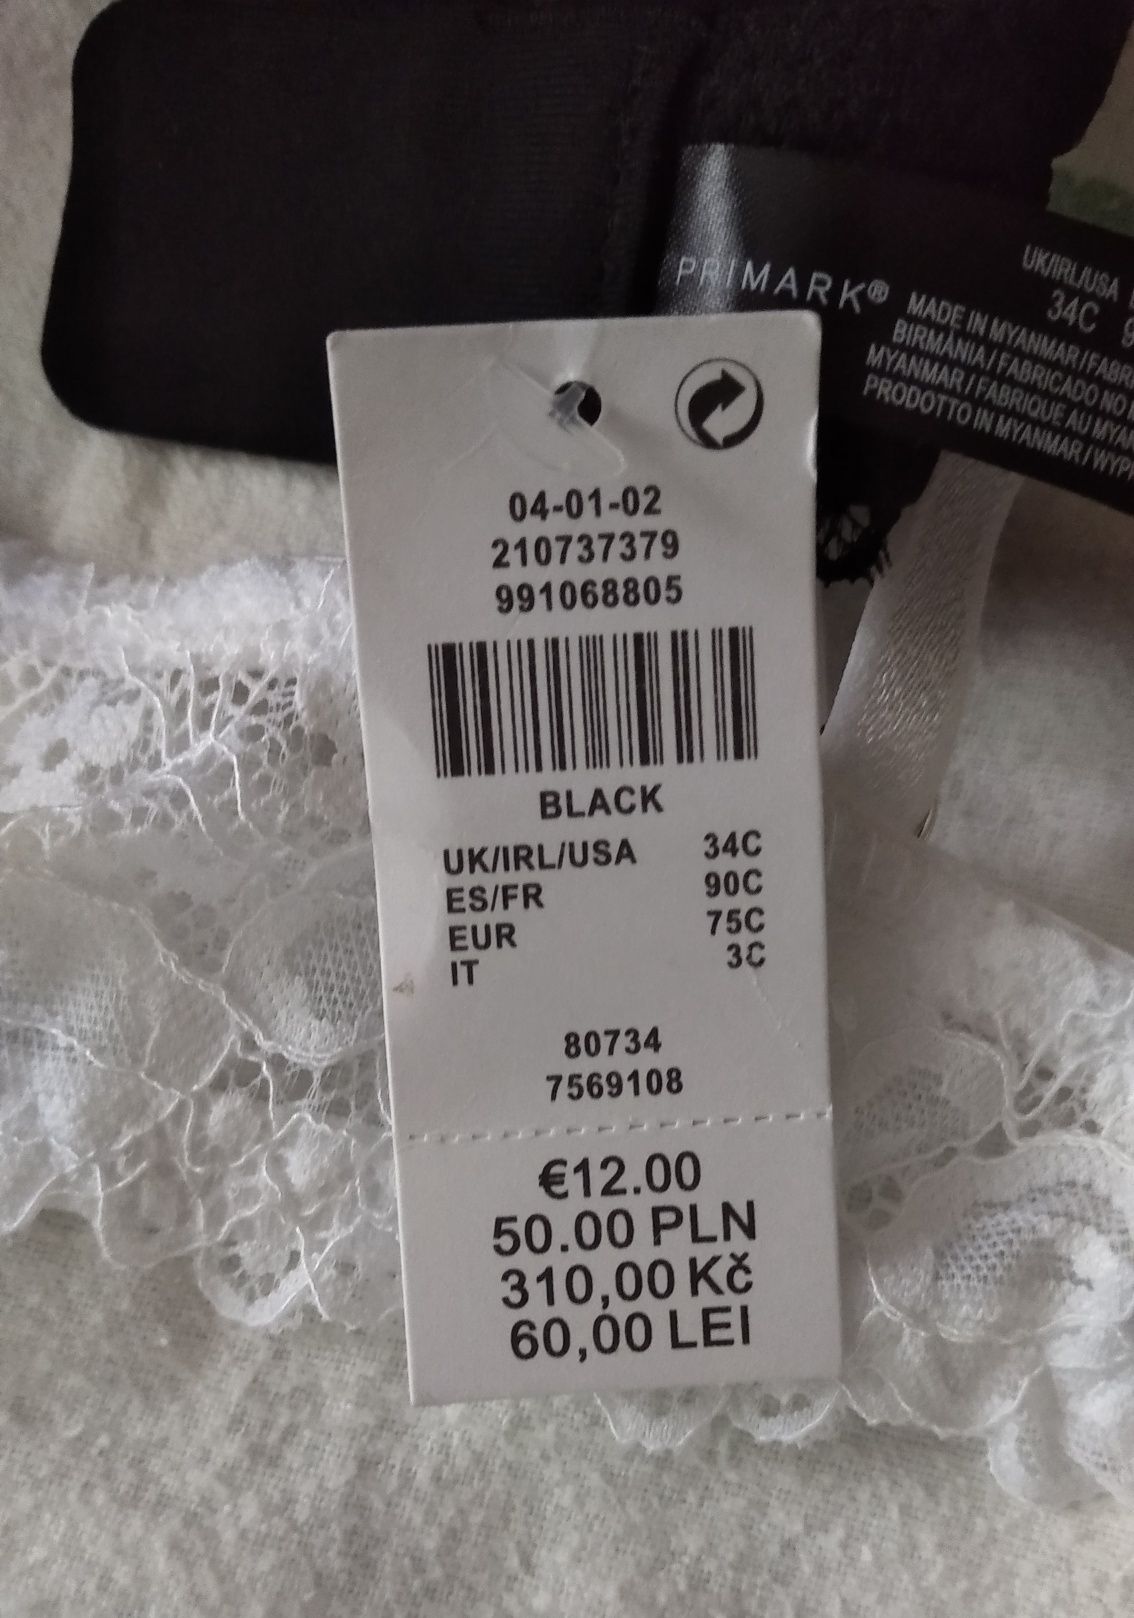 PRIMARK®
UK/IRL/USA
34C
MADE IN MYANMAR/
BIRMÂNIA/FABRICADO NO
MYANMAR/FABRIQUE AU
PRODOTTO IN MYANMAR/
04-01-02
210737379
991068805
BLACK
UK/IRL/USA 34C
ES/FR 90C
EUR 75C
IT 3C
80734
7569108
€12.00
50.00 PLN
310,00 Kč
60,00 LEI